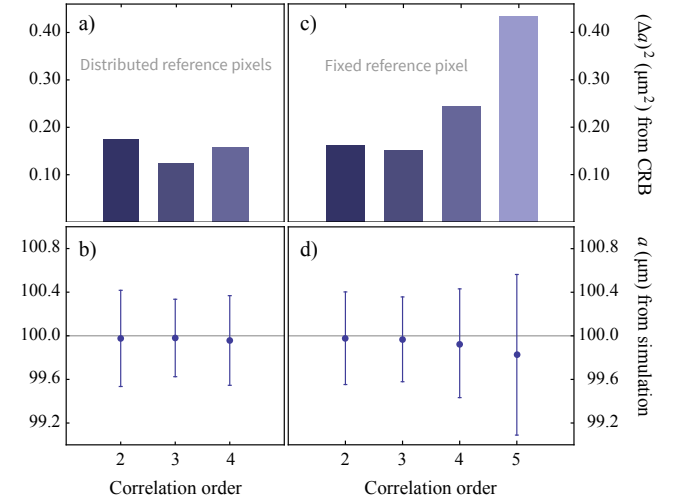 a)
c)
Distributed reference pixels
Fixed reference pixel
0.40
0.30
0.20
0.10
0.40
0.30
0.20
0.10
(Δa)² (μm²) from CRB
b)
d)
100.8
100.4
100.0
99.6
99.2
100.8
100.4
100.0
99.6
99.2
a (μm) from simulation
2 3 4
2 3 4 5
Correlation order
Correlation order